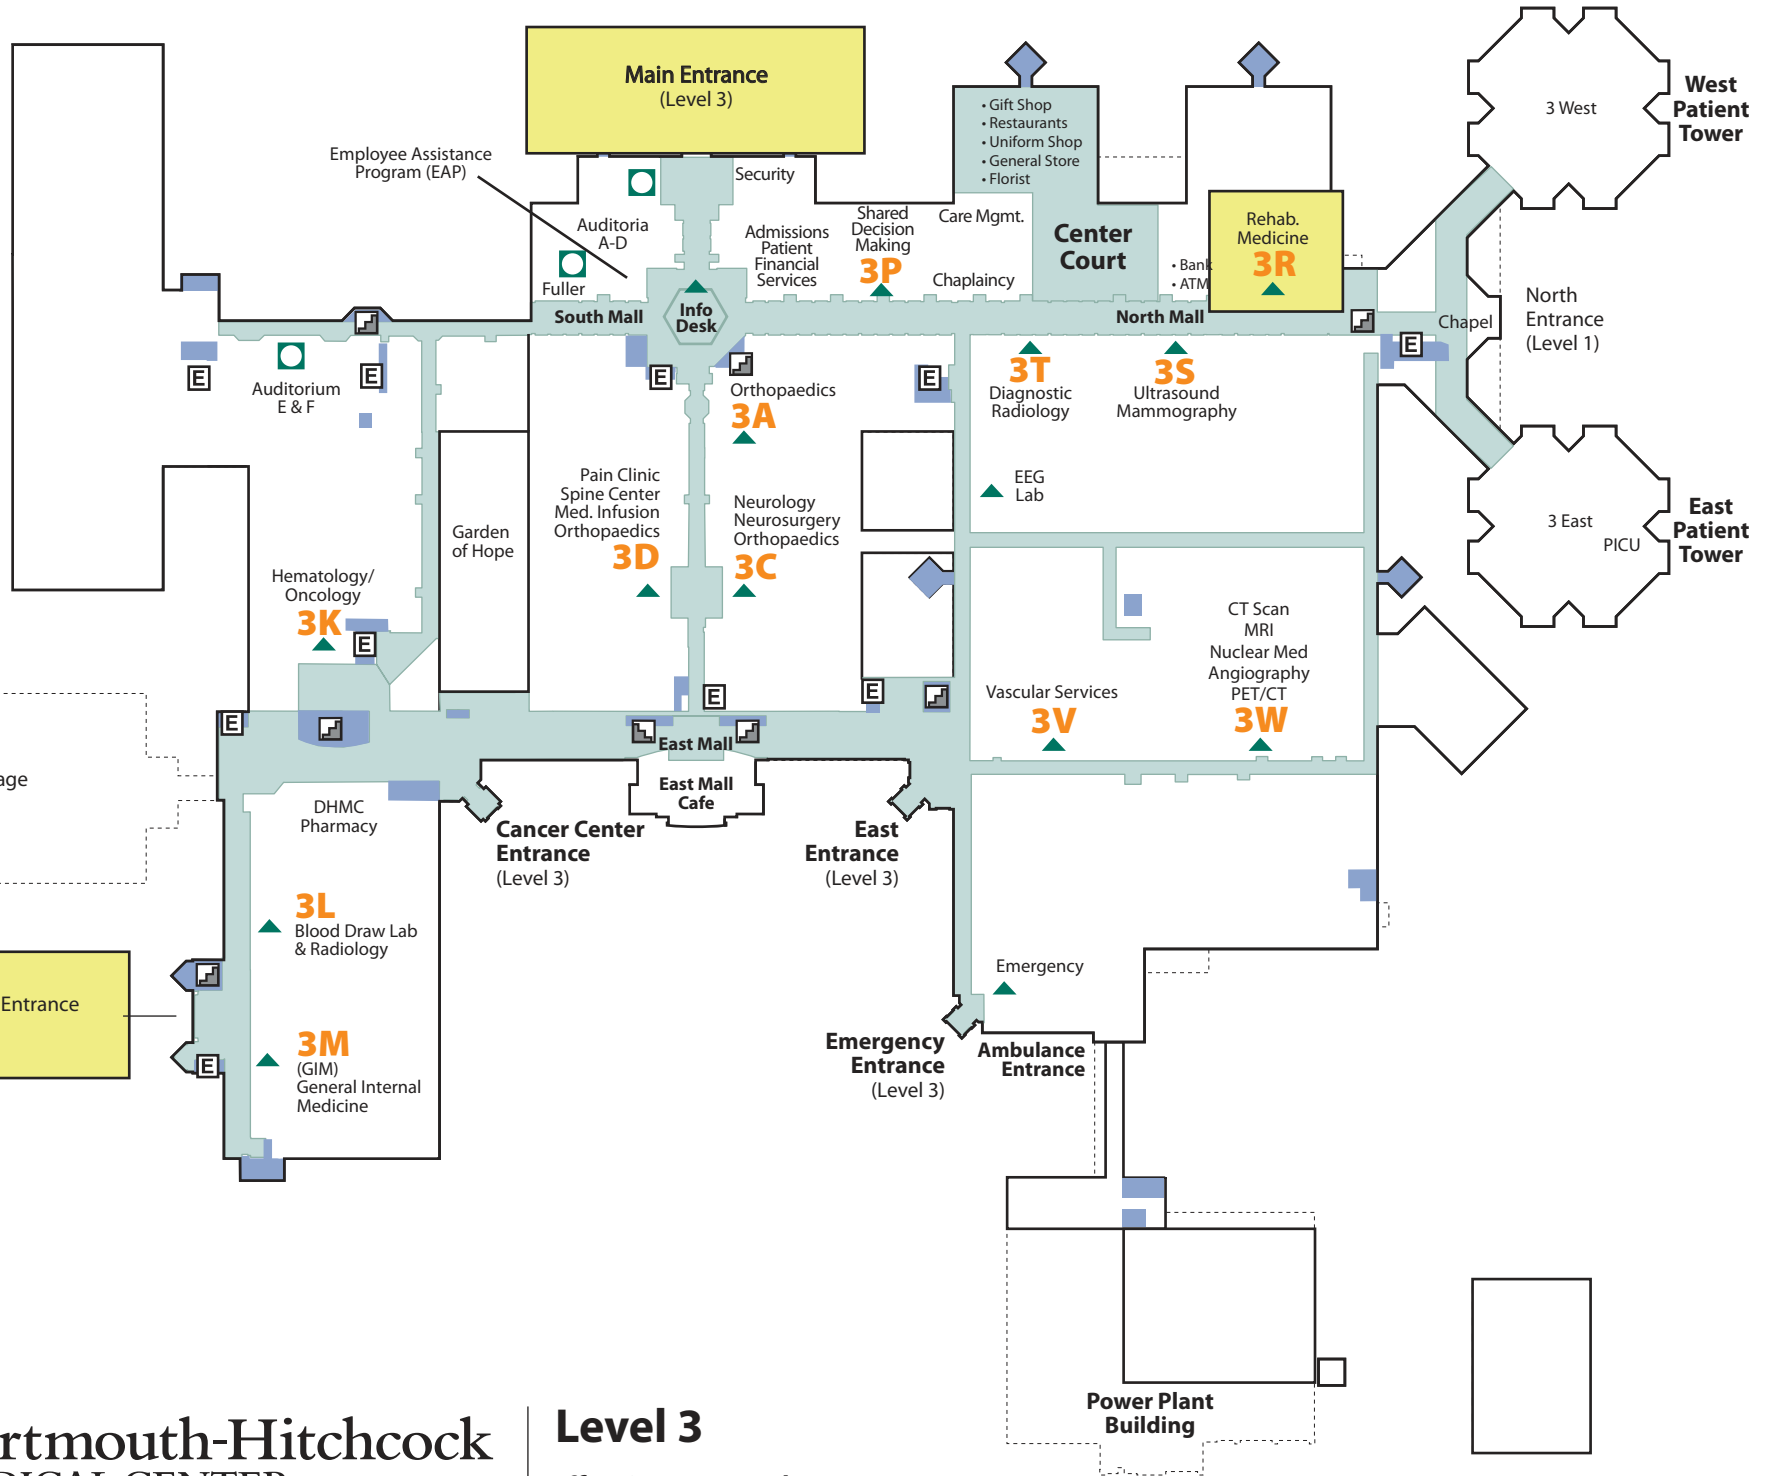 Main Entrance
(Level 3)
Employee Assistance
Program (EAP)
Security
Auditoria
A-D
Fuller
Admissions
Patient
Financial
Services
Shared
Decision
Making
3P
• Gift Shop
• Restaurants
• Uniform Shop
• General Store
• Florist
Care Mgmt.
Chaplaincy
Center
Court
• Bank
• ATM
Rehab.
Medicine
3R
3 West
West
Patient
Tower
South Mall
Info
Desk
North Mall
Chapel
North
Entrance
(Level 1)
E
E
E
E
E
Auditorium
E & F
Orthopaedics
3A
3T
Diagnostic
Radiology
3S
Ultrasound
Mammography
EEG
Lab
Garden
of Hope
Pain Clinic
Spine Center
Med. Infusion
Orthopaedics
3D
Neurology
Neurosurgery
Orthopaedics
3C
3 East
PICU
East
Patient
Tower
Hematology/
Oncology
3K
E
E
E
E
Vascular Services
3V
CT Scan
MRI
Nuclear Med
Angiography
PET/CT
3W
East Mall
East Mall
Cafe
age
DHMC
Pharmacy
Cancer Center
Entrance
(Level 3)
East
Entrance
(Level 3)
3L
Blood Draw Lab
& Radiology
Entrance
3M
(GIM)
General Internal
Medicine
E
Emergency
Emergency
Entrance
(Level 3)
Ambulance
Entrance
Power Plant
Building
rtmouth-Hitchcock
Level 3